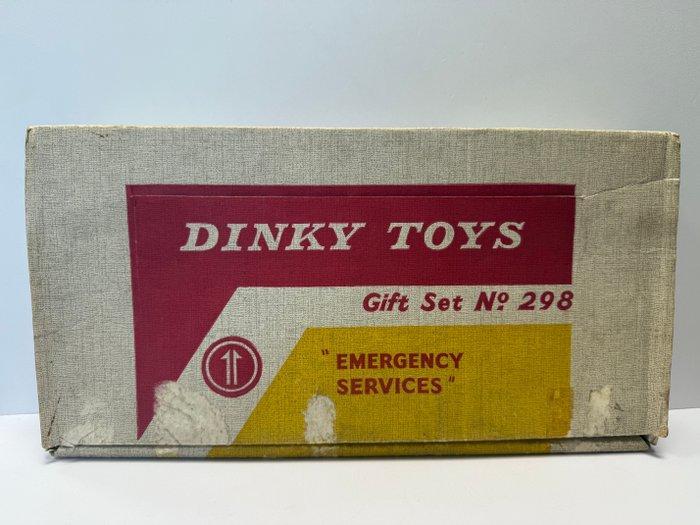 DINKY TOYS
Gift Set Nº 298
" EMERGENCY
SERVICES "